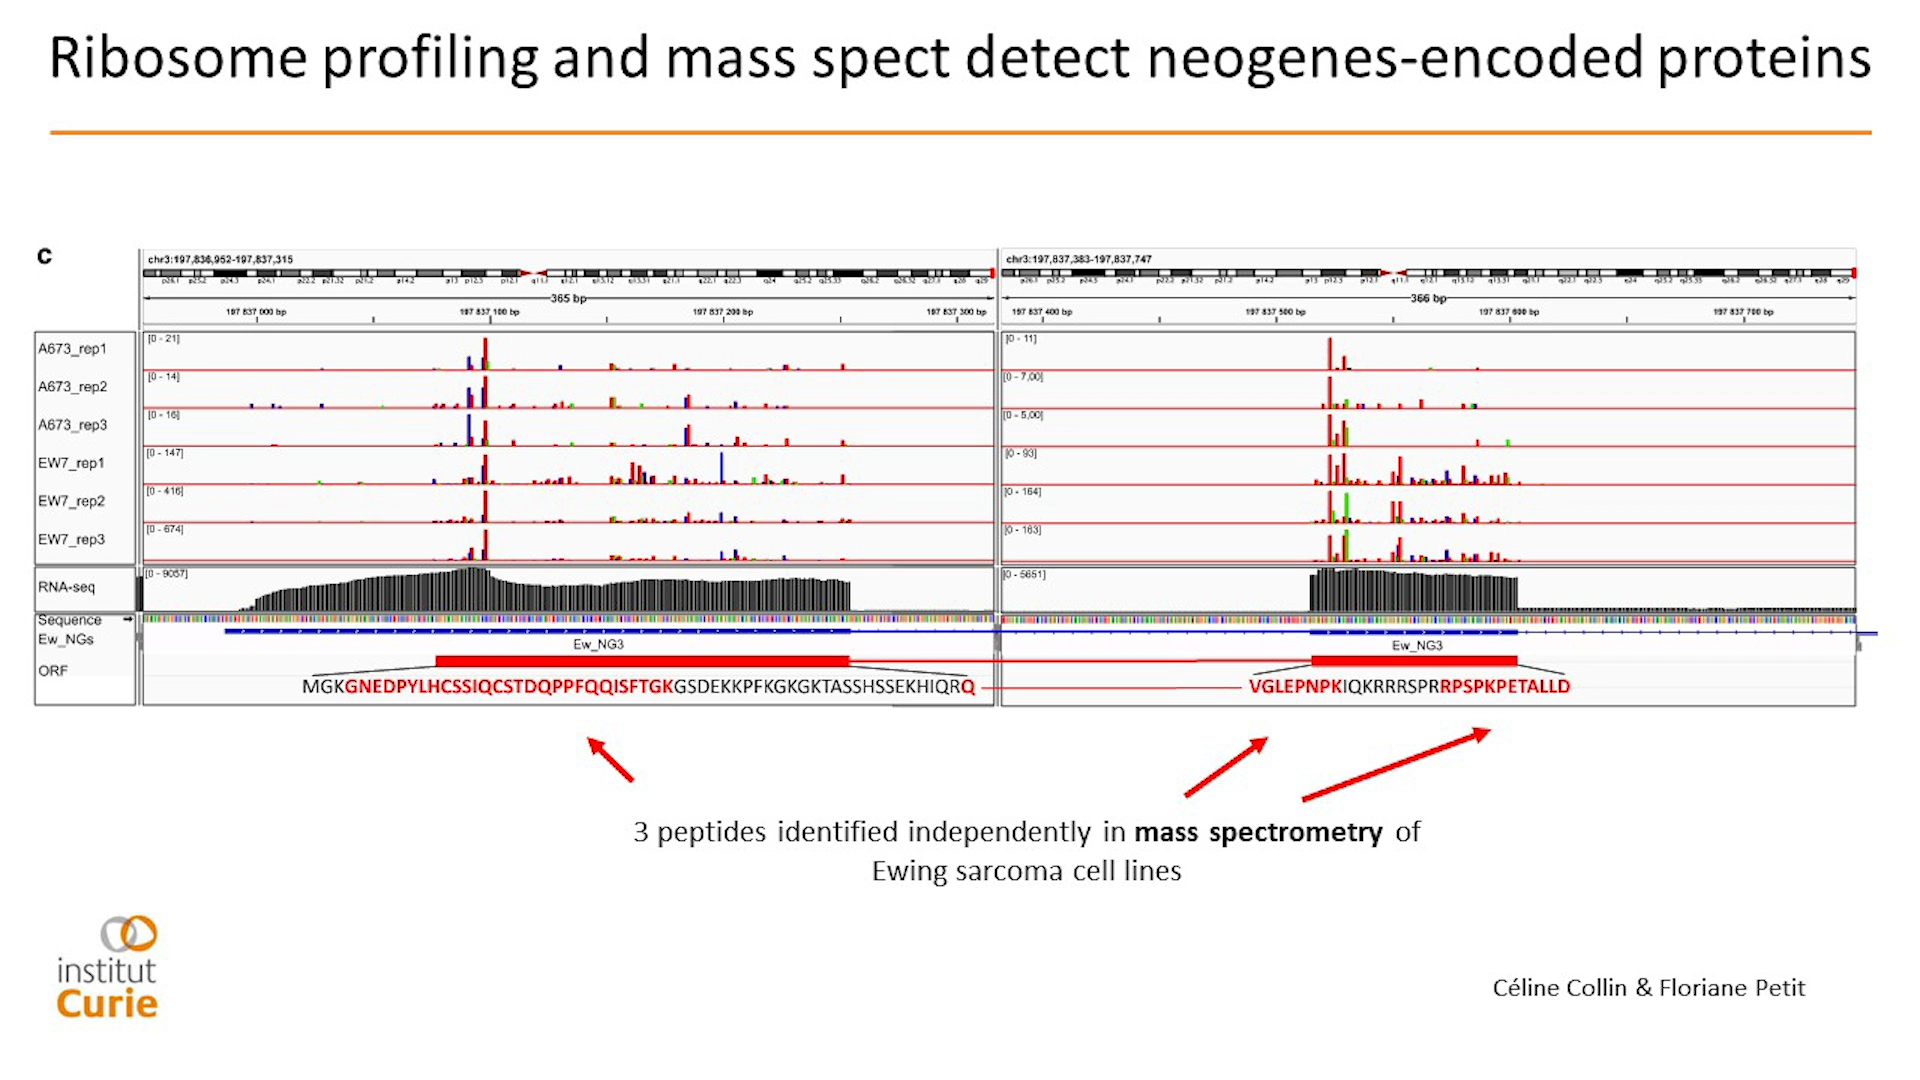 Ribosome profiling and mass spect detect neogenes-encoded proteins
c
chr3:197,836,952-197,837,315
chr3:197,837,383-197,837,747
365 bp
366 bp
197 837 000 bp
197 837 100 bp
197 837 200 bp
197 837 300 bp
197 837 400 bp
197 837 500 bp
197 837 600 bp
197 837 700 bp
A673_rep1
[0 - 21]
[0 - 11]
A673_rep2
[0 - 14]
[0 - 7,00]
A673_rep3
[0 - 16]
[0 - 5,00]
EW7_rep1
[0 - 147]
[0 - 93]
EW7_rep2
[0 - 416]
[0 - 164]
EW7_rep3
[0 - 674]
[0 - 163]
RNA-seq
[0 - 9057]
[0 - 5651]
Sequence
Ew_NGs
Ew_NG3
Ew_NG3
ORF
MGKGNEDPYLHCSSIQCSTDQPPFQQISFTGKGSDEKKPFKGKGKTASSHSSEKHIQRQ
VGLEPNPKIQKRRRSPRRPSPKPETALLD
3 peptides identified independently in mass spectrometry of
Ewing sarcoma cell lines
institut
Curie
Céline Collin & Floriane Petit